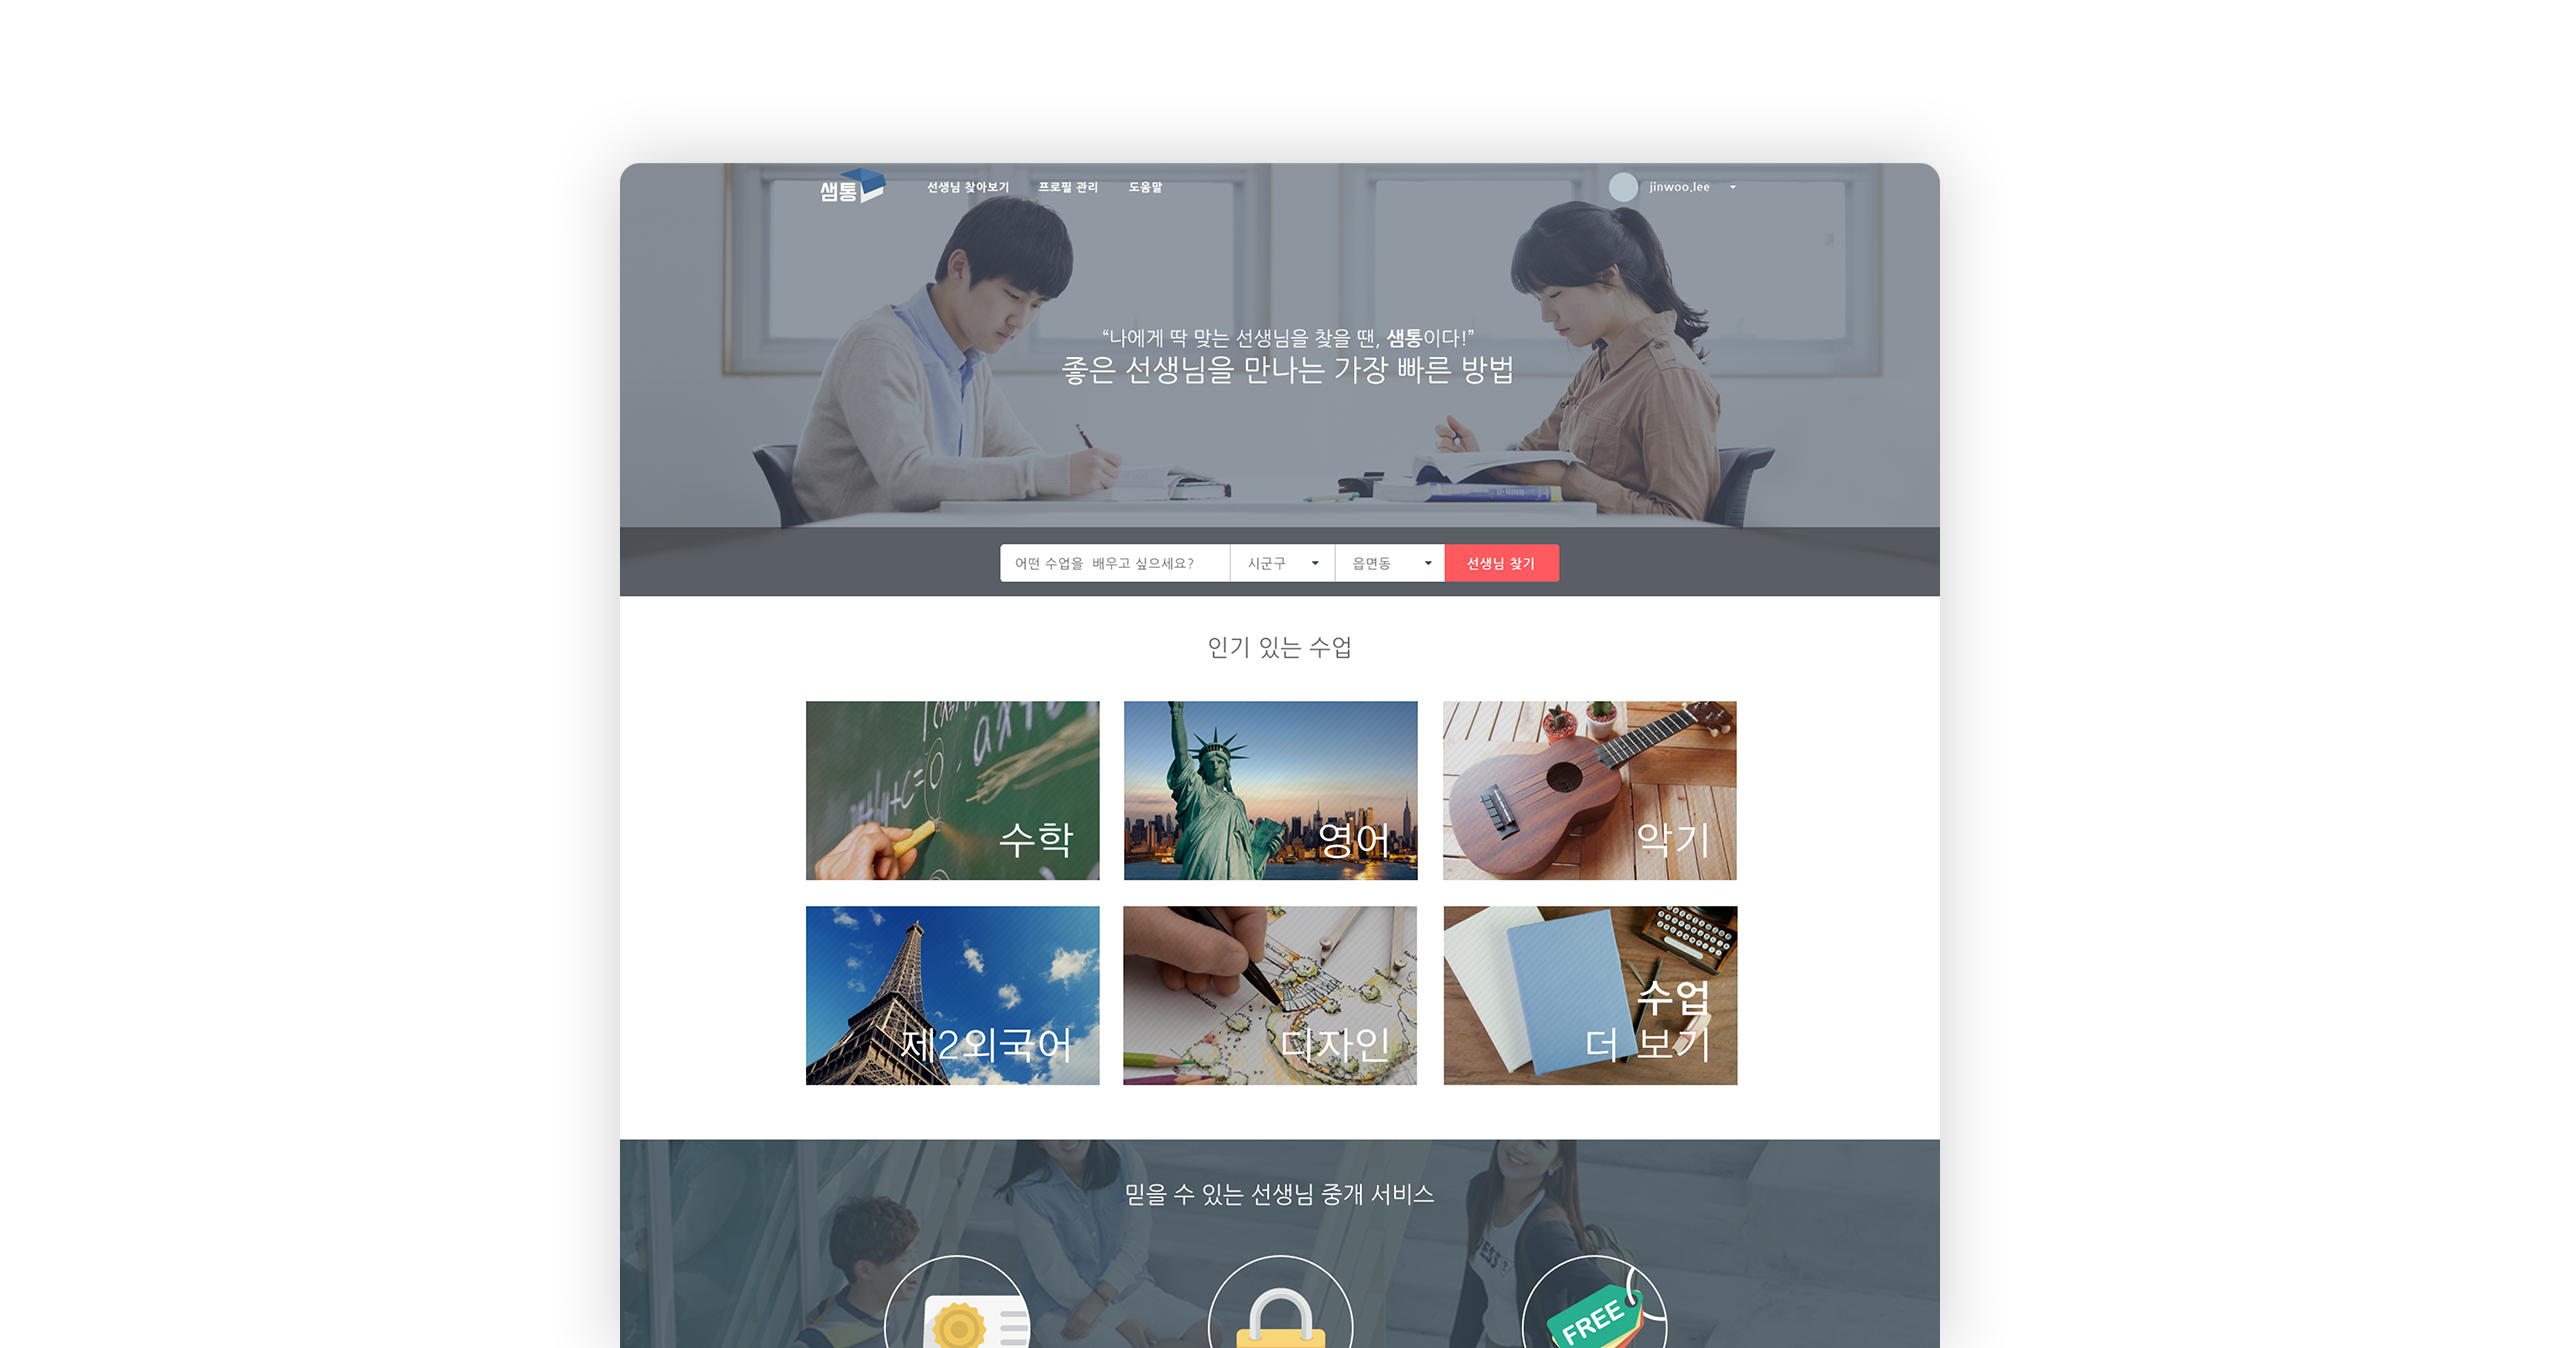 샘통
선생님 찾아보기
프로필 관리
도움말
jinwoo.lee
“나에게 딱 맞는 선생님을 찾을 땐, 샘통이다!”
좋은 선생님을 만나는 가장 빠른 방법
어떤 수업을 배우고 싶으세요?
시군구
읍면동
선생님 찾기
인기 있는 수업
수학
영어
악기
제2외국어
디자인
수업
더 보기
믿을 수 있는 선생님 중개 서비스
FREE